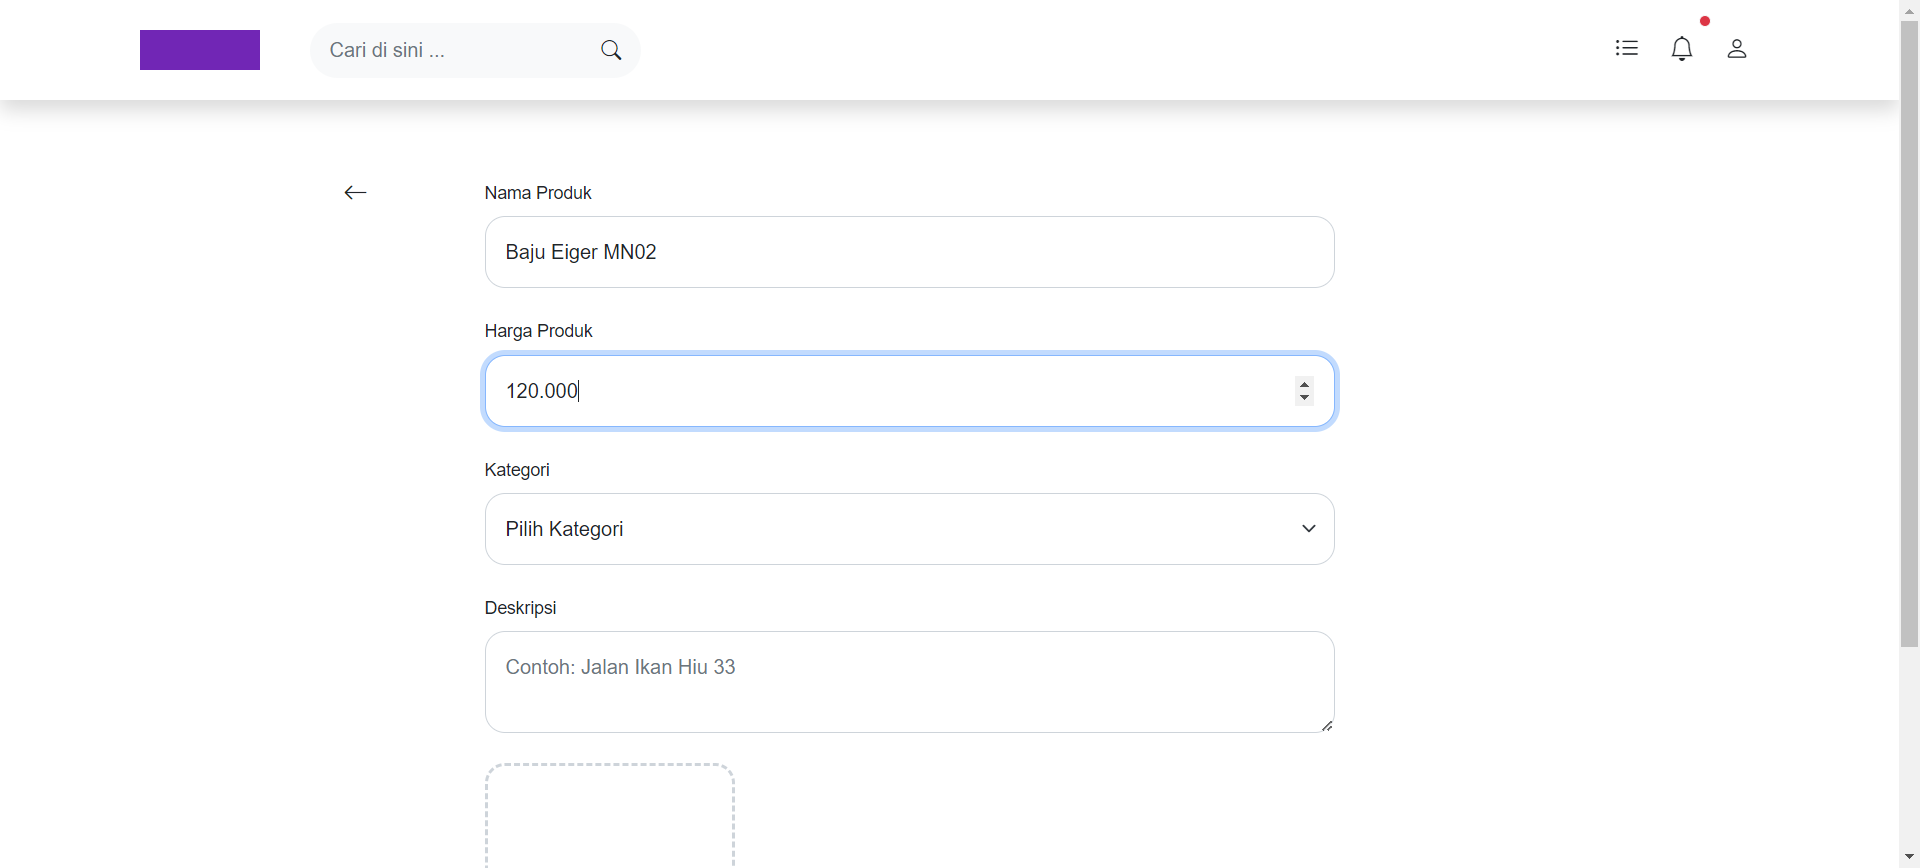 Cari di sini ...
Nama Produk
Baju Eiger MN02
Harga Produk
120.000
Kategori
Pilih Kategori
Deskripsi
Contoh: Jalan Ikan Hiu 33